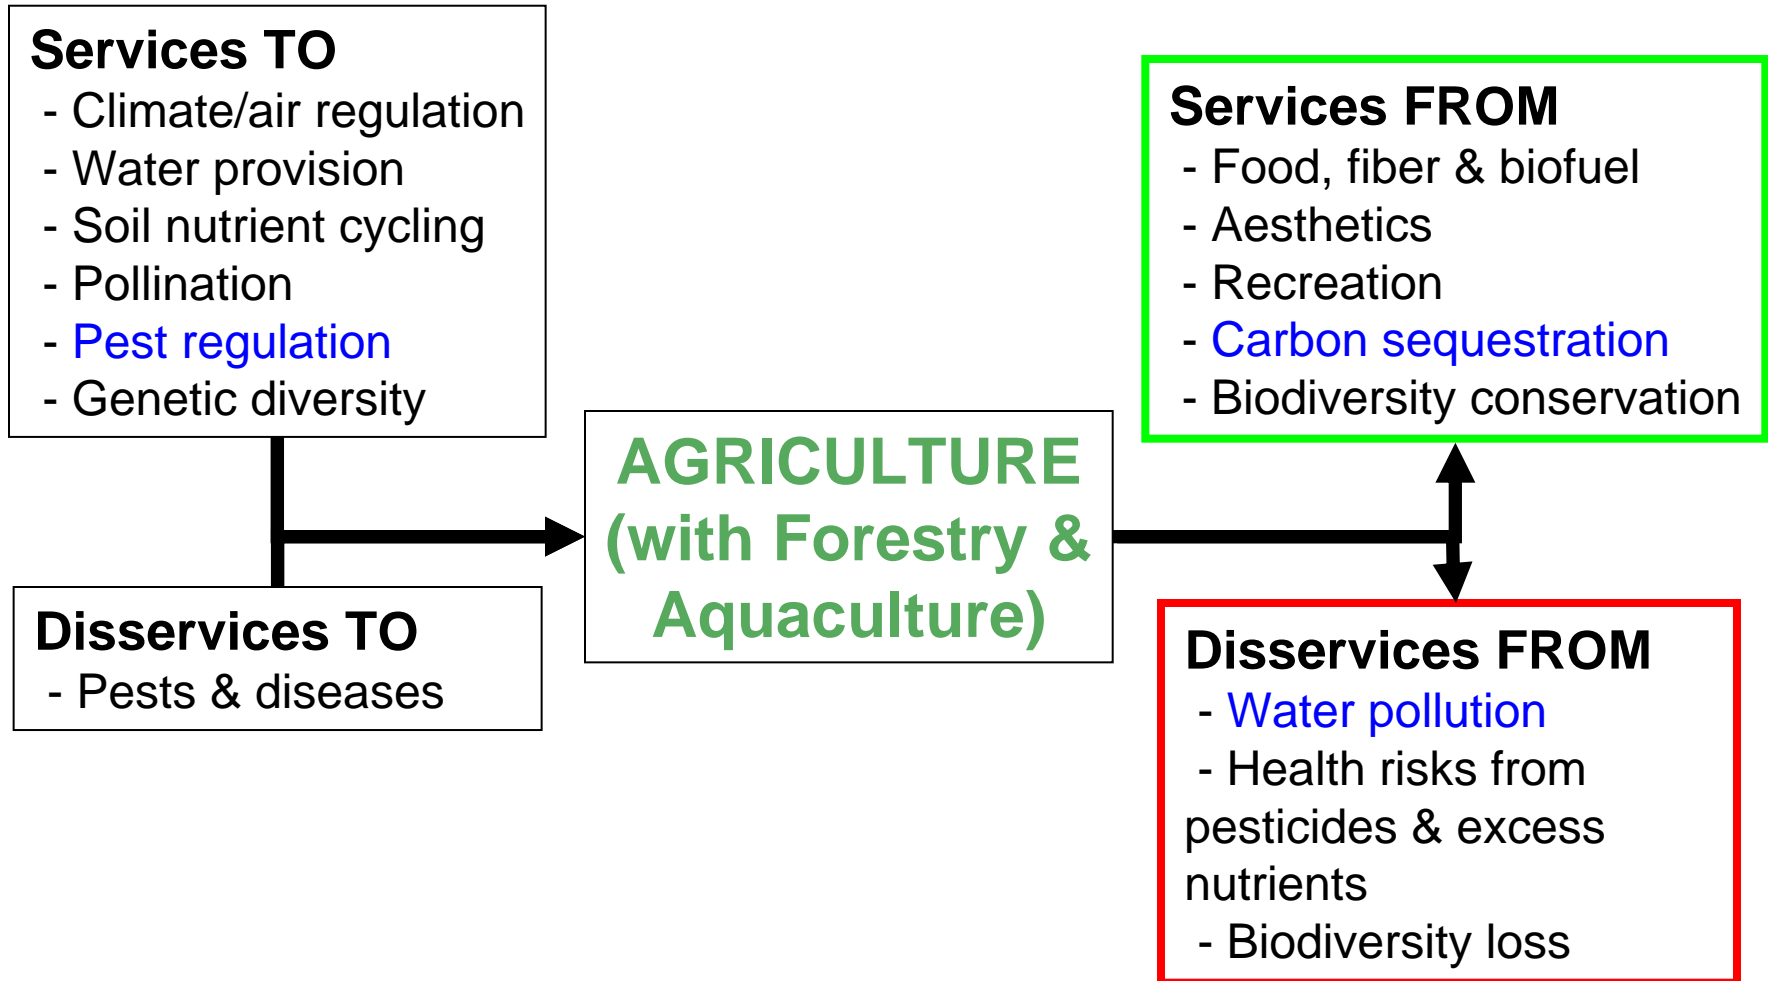 Services TO
- Climate/air regulation
- Water provision
- Soil nutrient cycling
- Pollination
- Pest regulation
- Genetic diversity
Disservices TO
- Pests & diseases
AGRICULTURE
(with Forestry &
Aquaculture)
Services FROM
- Food, fiber & biofuel
- Aesthetics
- Recreation
- Carbon sequestration
- Biodiversity conservation
Disservices FROM
- Water pollution
- Health risks from
pesticides & excess
nutrients
- Biodiversity loss